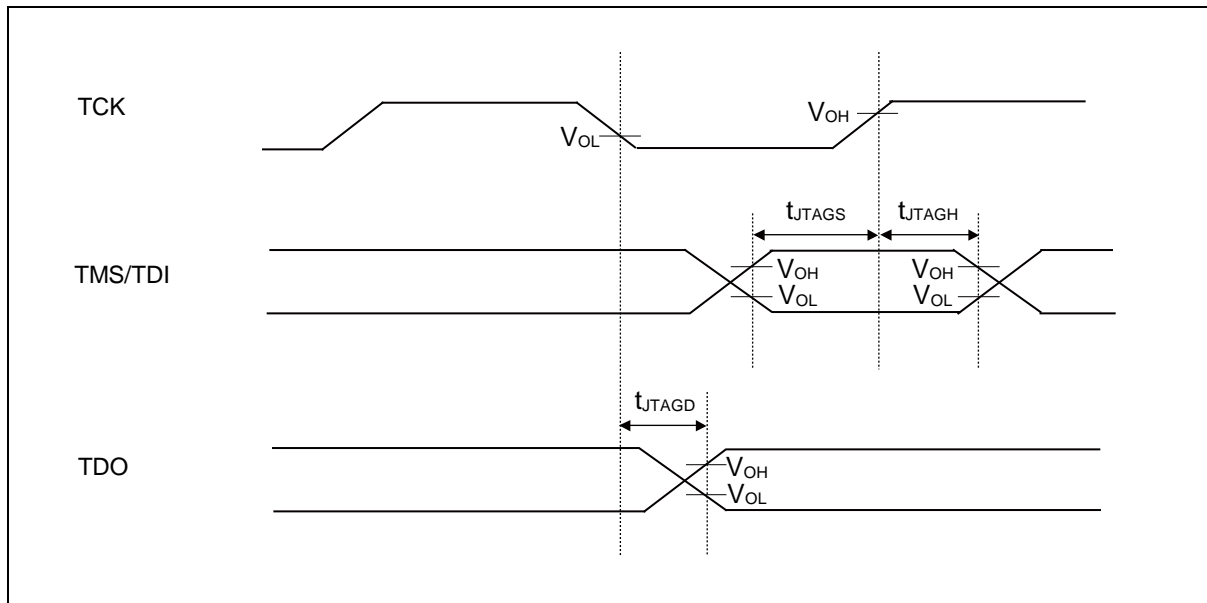 TCK
VOH
VOL
tJTAGS
tJTAGH
TMS/TDI
VOH
VOH
VOL
VOL
tJTAGD
TDO
VOH
VOL